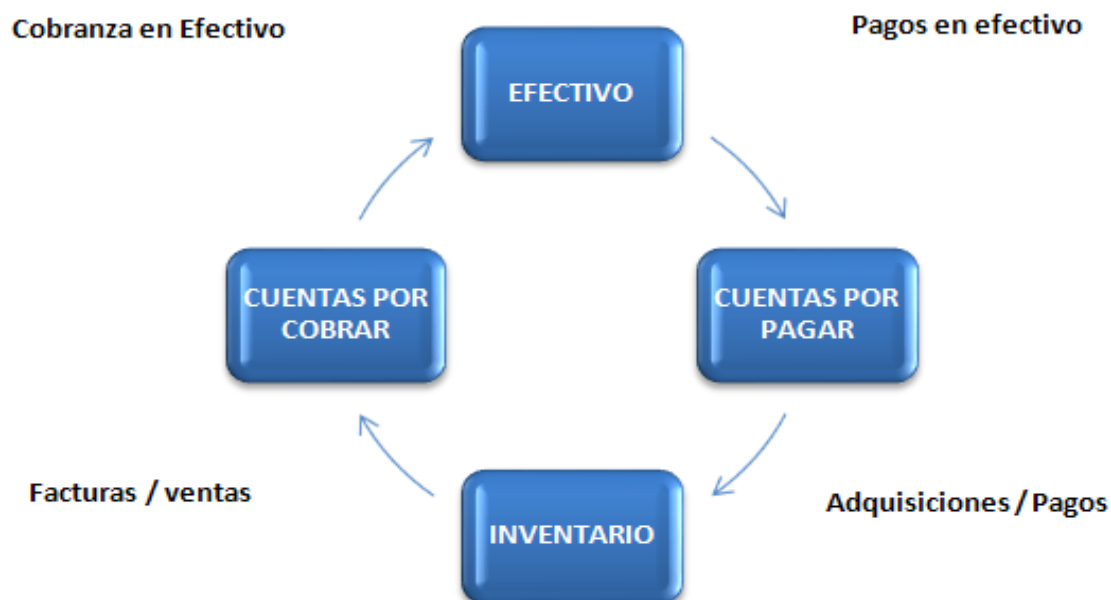 Cobranza en Efectivo
Pagos en efectivo
EFECTIVO
CUENTAS POR
COBRAR
CUENTAS POR
PAGAR
Facturas / ventas
Adquisiciones / Pagos
INVENTARIO